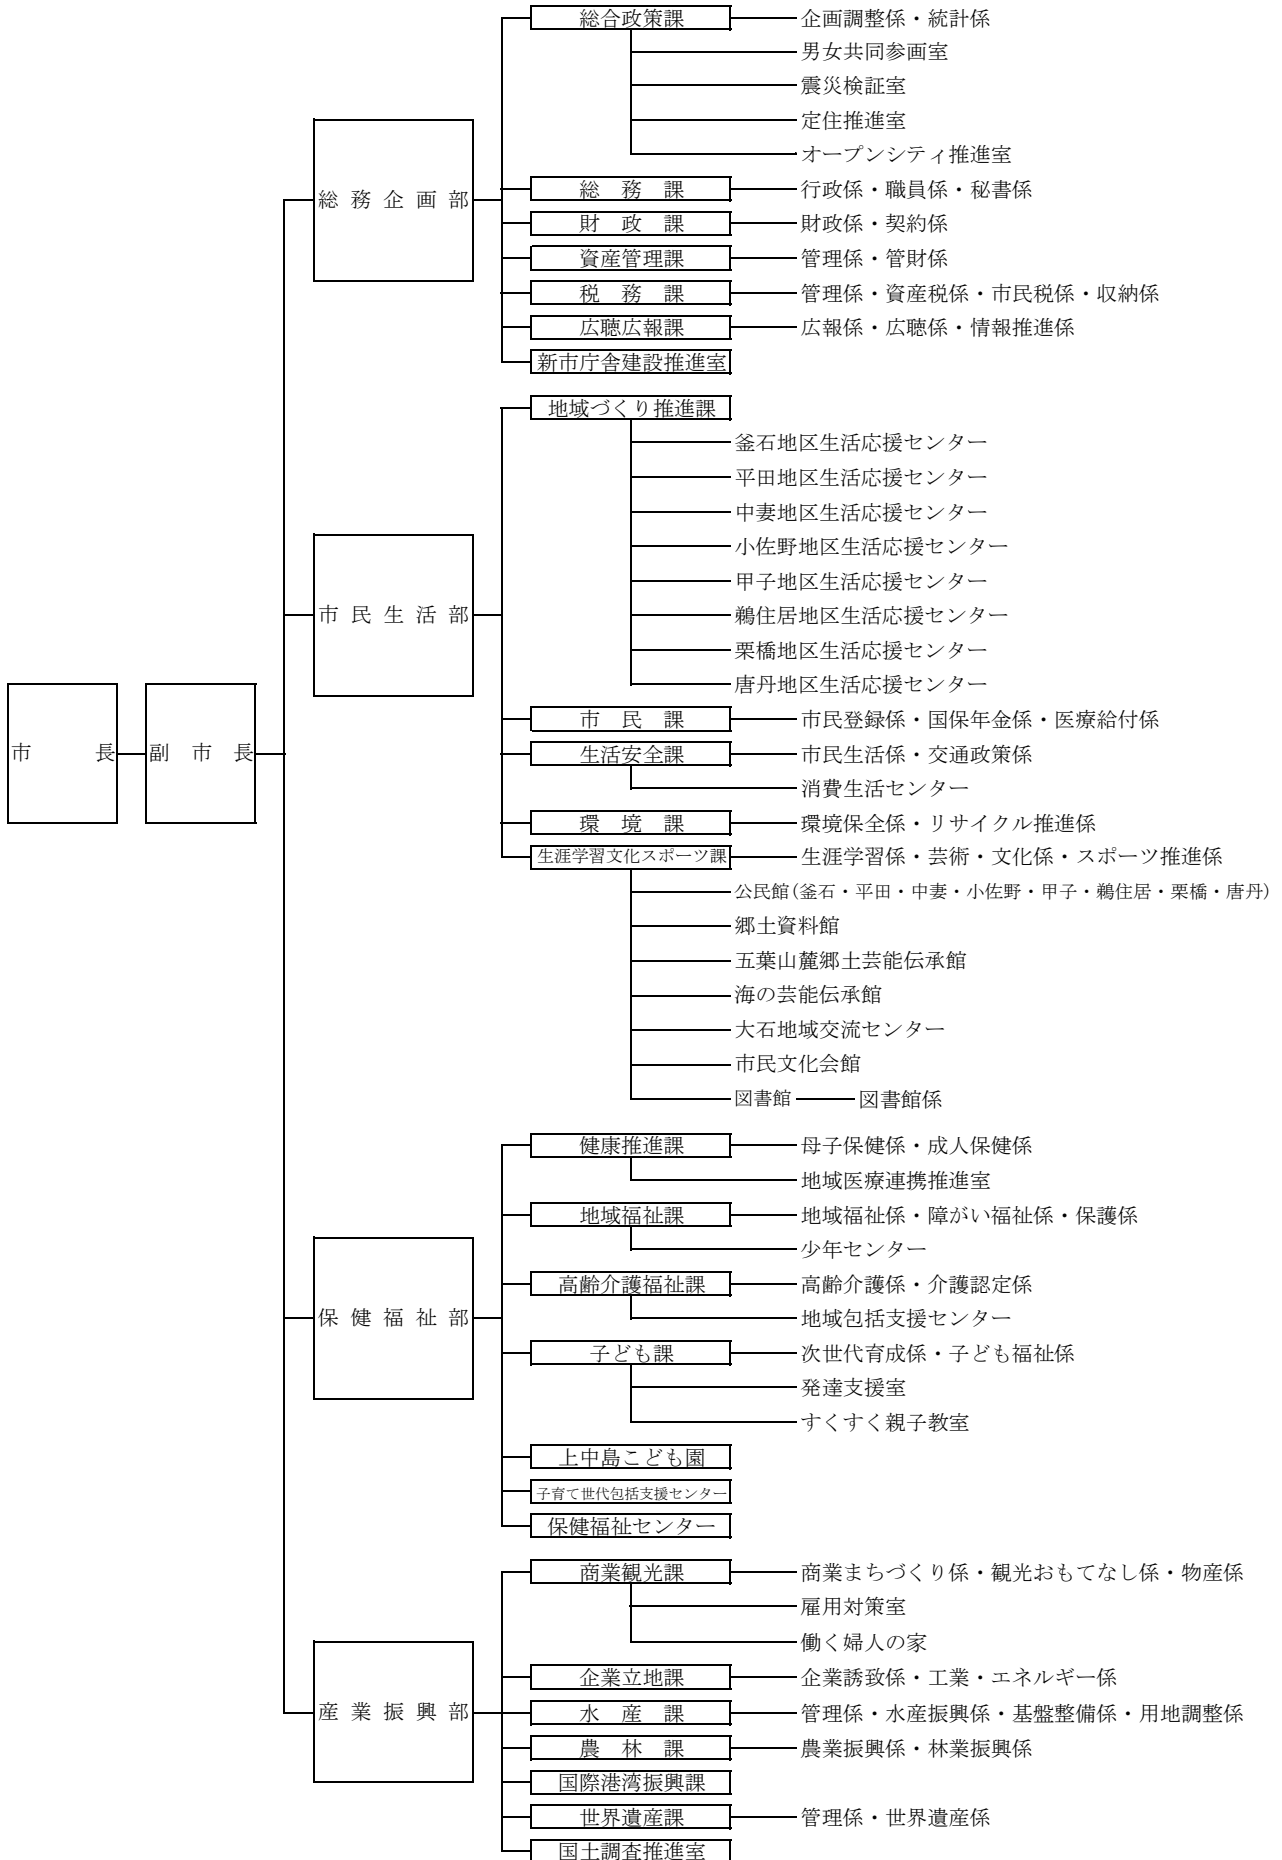 総合政策課 企画調整係・統計係
男女共同参画室
震災検証室
定住推進室
オープンシティ推進室
総務企画部 総務課 行政係・職員係・秘書係
財政課 財政係・契約係
資産管理課 管理係・管財係
税務課 管理係・資産税係・市民税係・収納係
広聴広報課 広報係・広聴係・情報推進係
新市庁舎建設推進室
地域づくり推進課
釜石地区生活応援センター
平田地区生活応援センター
中妻地区生活応援センター
小佐野地区生活応援センター
甲子地区生活応援センター
市民生活部 鵜住居地区生活応援センター
栗橋地区生活応援センター
唐丹地区生活応援センター
市民課 市民登録係・国保年金係・医療給付係
市長 副市長 生活安全課 市民生活係・交通政策係
消費生活センター
環境課 環境保全係・リサイクル推進係
生涯学習文化スポーツ課 生涯学習係・芸術・文化係・スポーツ推進係
公民館(釜石・平田・中妻・小佐野・甲子・鵜住居・栗橋・唐丹)
郷土資料館
五葉山麓郷土芸能伝承館
海の芸能伝承館
大石地域交流センター
市民文化会館
図書館 図書館係
健康推進課 母子保健係・成人保健係
地域医療連携推進室
地域福祉課 地域福祉係・障がい福祉係・保護係
少年センター
高齢介護福祉課 高齢介護係・介護認定係
保健福祉部 地域包括支援センター
子ども課 次世代育成係・子ども福祉係
発達支援室
すくすく親子教室
上中島こども園
子育て世代包括支援センター
保健福祉センター
商業観光課 商業まちづくり係・観光おもてなし係・物産係
雇用対策室
働く婦人の家
企業立地課 企業誘致係・工業・エネルギー係
産業振興部 水産課 管理係・水産振興係・基盤整備係・用地調整係
農林課 農業振興係・林業振興係
国際港湾振興課
世界遺産課 管理係・世界遺産係
国土調査推進室